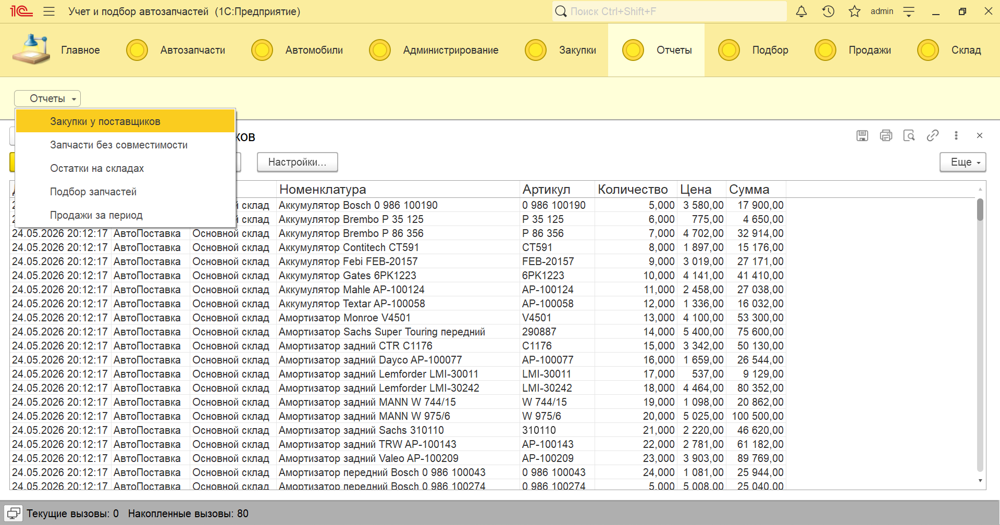 1С Учет и подбор автозапчастей (1С:Предприятие) Поиск Ctrl+Shift+F admin
Главное Автозапчасти Автомобили Администрирование Закупки Отчеты Подбор Продажи Склад
Отчеты
Закупки у поставщиков
Запчасти без совместимости
Остатки на складах
Подбор запчастей
Продажи за период
ков
Настройки... Еще
Номенклатура Артикул Количество Цена Сумма
й склад Аккумулятор Bosch 0 986 100190 0 986 100190 5,000 3 580,00 17 900,00
й склад Аккумулятор Brembo P 35 125 P 35 125 6,000 775,00 4 650,00
24.05.2026 20:12:17 АвтоПоставка Основной склад Аккумулятор Brembo P 86 356 P 86 356 7,000 4 702,00 32 914,00
24.05.2026 20:12:17 АвтоПоставка Основной склад Аккумулятор Contitech CT591 CT591 8,000 1 897,00 15 176,00
24.05.2026 20:12:17 АвтоПоставка Основной склад Аккумулятор Febi FEB-20157 FEB-20157 9,000 3 019,00 27 171,00
24.05.2026 20:12:17 АвтоПоставка Основной склад Аккумулятор Gates 6PK1223 6PK1223 10,000 4 141,00 41 410,00
24.05.2026 20:12:17 АвтоПоставка Основной склад Аккумулятор Mahle AP-100124 AP-100124 11,000 2 458,00 27 038,00
24.05.2026 20:12:17 АвтоПоставка Основной склад Аккумулятор Textar AP-100058 AP-100058 12,000 1 336,00 16 032,00
24.05.2026 20:12:17 АвтоПоставка Основной склад Амортизатор Monroe V4501 V4501 13,000 4 100,00 53 300,00
24.05.2026 20:12:17 АвтоПоставка Основной склад Амортизатор Sachs Super Touring передний 290887 14,000 5 400,00 75 600,00
24.05.2026 20:12:17 АвтоПоставка Основной склад Амортизатор задний CTR C1176 C1176 15,000 3 342,00 50 130,00
24.05.2026 20:12:17 АвтоПоставка Основной склад Амортизатор задний Dayco AP-100077 AP-100077 16,000 1 659,00 26 544,00
24.05.2026 20:12:17 АвтоПоставка Основной склад Амортизатор задний Lemforder LMI-30011 LMI-30011 17,000 537,00 9 129,00
24.05.2026 20:12:17 АвтоПоставка Основной склад Амортизатор задний Lemforder LMI-30242 LMI-30242 18,000 4 464,00 80 352,00
24.05.2026 20:12:17 АвтоПоставка Основной склад Амортизатор задний MANN W 744/15 W 744/15 19,000 1 098,00 20 862,00
24.05.2026 20:12:17 АвтоПоставка Основной склад Амортизатор задний MANN W 975/6 W 975/6 20,000 5 025,00 100 500,00
24.05.2026 20:12:17 АвтоПоставка Основной склад Амортизатор задний Sachs 310110 310110 21,000 2 220,00 46 620,00
24.05.2026 20:12:17 АвтоПоставка Основной склад Амортизатор задний TRW AP-100143 AP-100143 22,000 2 781,00 61 182,00
24.05.2026 20:12:17 АвтоПоставка Основной склад Амортизатор задний Valeo AP-100209 AP-100209 23,000 3 903,00 89 769,00
24.05.2026 20:12:17 АвтоПоставка Основной склад Амортизатор передний Bosch 0 986 100043 0 986 100043 24,000 1 081,00 25 944,00
24.05.2026 20:12:17 АвтоПоставка Основной склад Амортизатор передний Bosch 0 986 100274 0 986 100274 5,000 5 008,00 25 040,00
Текущие вызовы: 0 Накопленные вызовы: 80